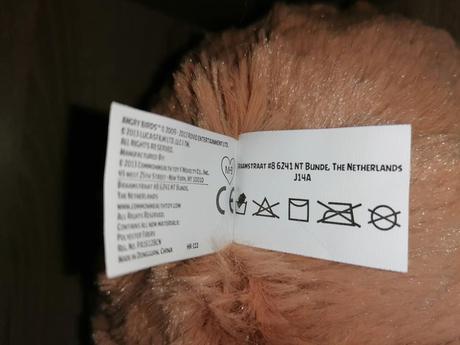 ANGRY BIRDS™ © 2009-2013 ROVIO ENTERTAINMENT LTD.
© 2013 LUCASFILM LTD. LLC & TM.
ALL RIGHTS RESERVED.
MANUFACTURED BY:
© 2013 COMMONWEALTH TOY & NOVELTY CO., INC
45 WEST 25TH STREET - NEW YORK, NY 10010
BRAAMSTRAAT #8 6241 NT BUNDE,
THE NETHERLANDS
WWW.COMMONWEALTHTOY.COM
ALL RIGHTS RESERVED.
CONTAINS ALL NEW MATERIALS:
POLYESTER FIBERS
MADE IN DONGGUAN, CHINA
CE
BRAAMSTRAAT #8 6241 NT BUNDE, THE NETHERLANDS
J14A